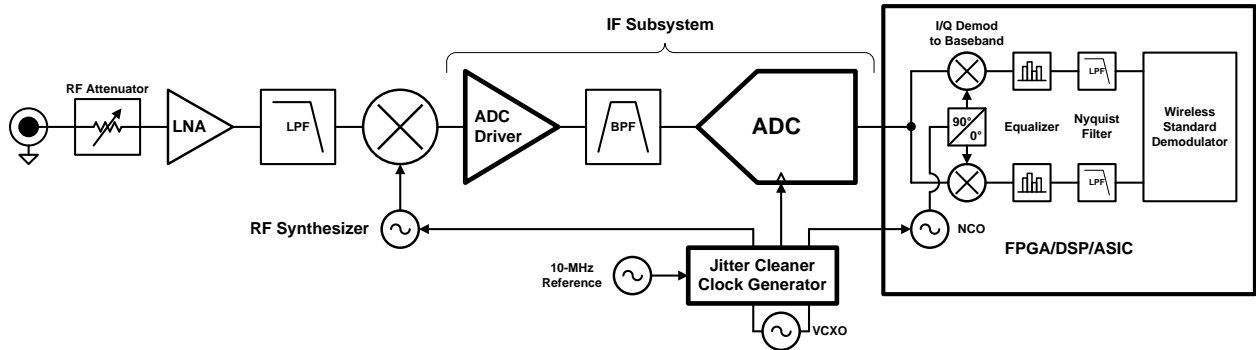 IF Subsystem
I/Q Demod
to Baseband
RF Attenuator
LNA
LPF
ADC
Driver
BPF
ADC
LPF
90°
0°
Equalizer
Nyquist
Filter
Wireless
Standard
Demodulator
LPF
RF Synthesizer
NCO
FPGA/DSP/ASIC
10-MHz
Reference
Jitter Cleaner
Clock Generator
VCXO